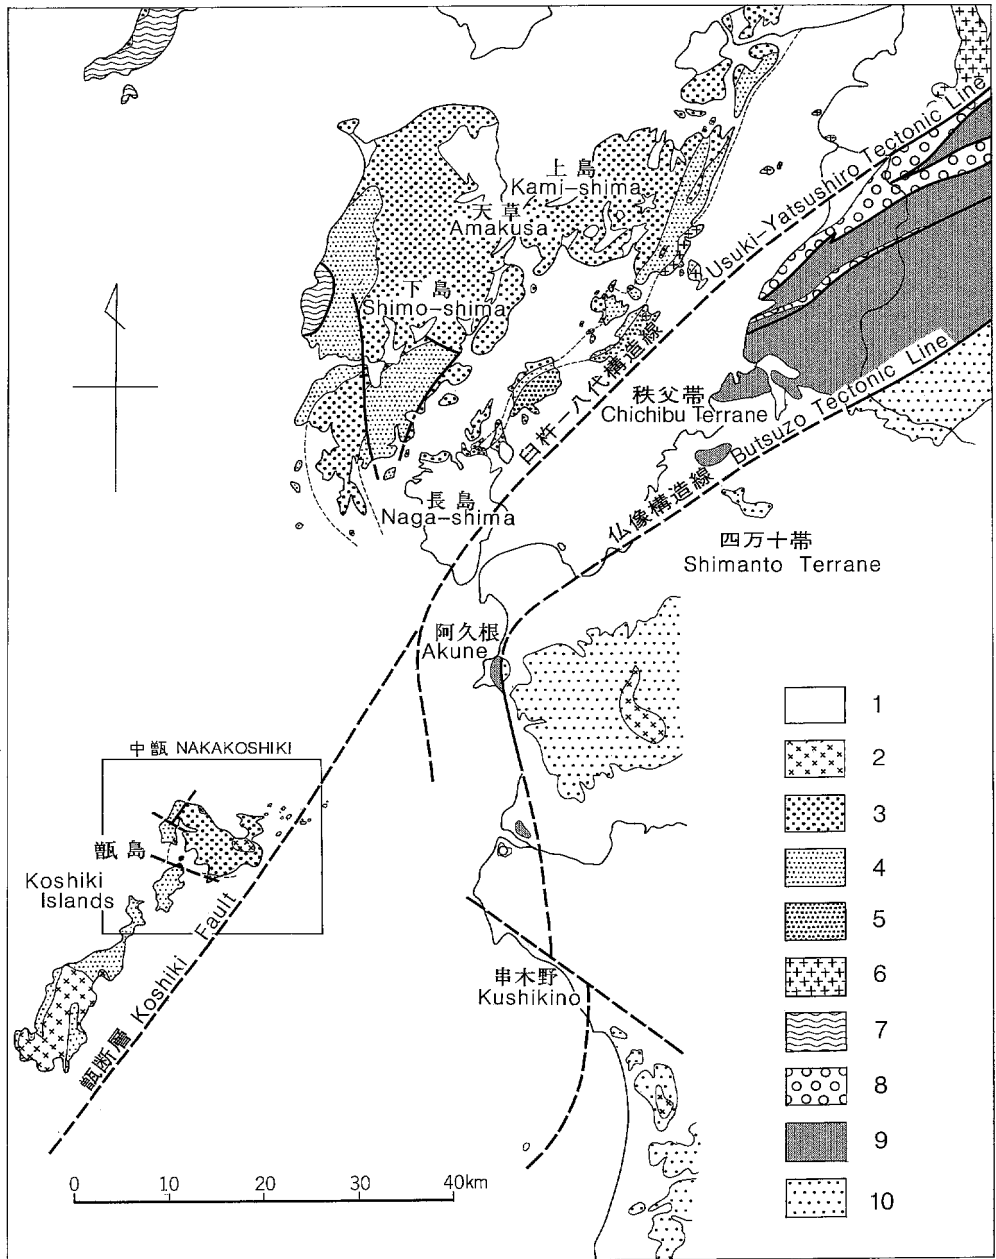 上島
Kami-shima
天草
Amakusa
下島
Shimo-shima
Usuki-Yatsushiro Tectonic Line
臼杵-八代構造線
秩父帯
Chichibu Terrane
Butsuzo Tectonic Line
仏像構造線
長島
Naga-shima
四万十帯
Shimanto Terrane
阿久根
Akune
中甑 NAKAKOSHIKI
甑島
Koshiki
Islands
甑断層 Koshiki Fault
串木野
Kushikino
1
2
3
4
5
6
7
8
9
10
0 10 20 30 40km